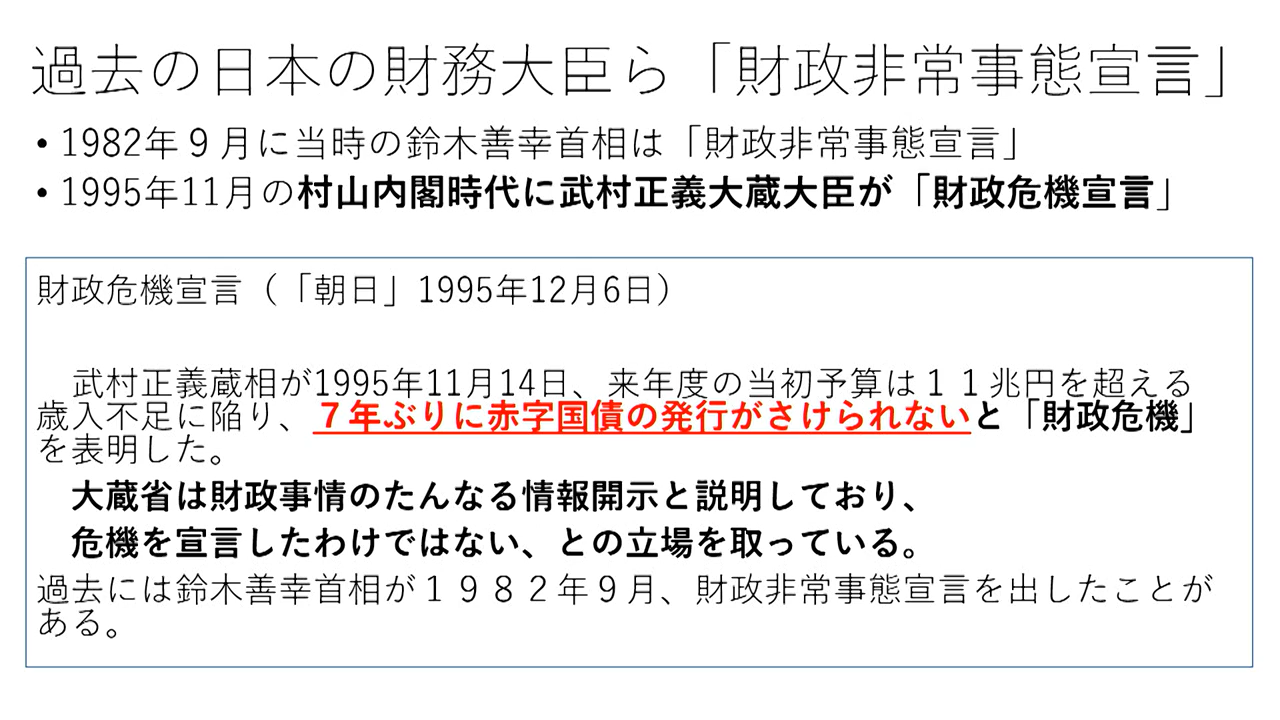 過去の日本の財務大臣ら「財政非常事態宣言」
• 1982年９月に当時の鈴木善幸首相は「財政非常事態宣言」
• 1995年11月の村山内閣時代に武村正義大蔵大臣が「財政危機宣言」
財政危機宣言（「朝日」1995年12月6日）
武村正義蔵相が1995年11月14日、来年度の当初予算は１１兆円を超える
歳入不足に陥り、７年ぶりに赤字国債の発行がさけられないと「財政危機」
を表明した。
大蔵省は財政事情のたんなる情報開示と説明しており、
危機を宣言したわけではない、との立場を取っている。
過去には鈴木善幸首相が１９８２年９月、財政非常事態宣言を出したことが
ある。